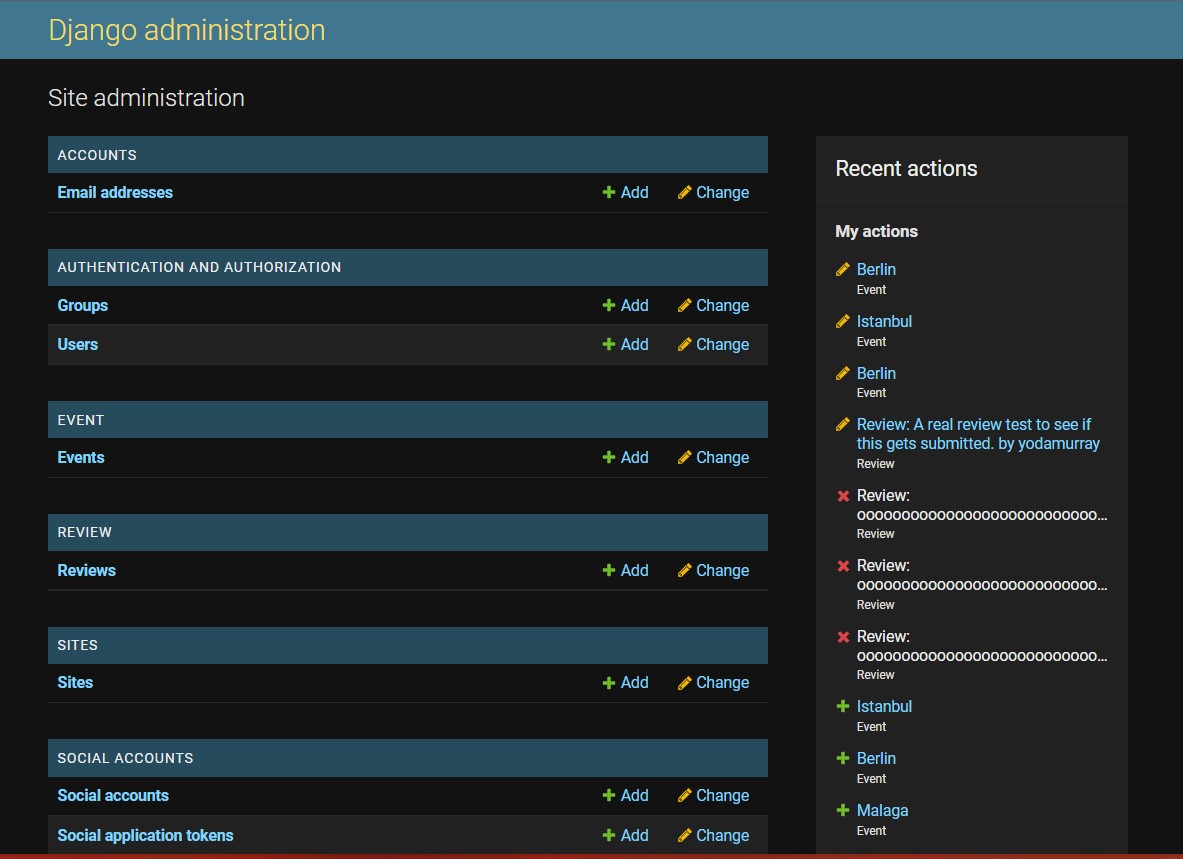 Django administration
Site administration
ACCOUNTS
Email addresses Add Change
AUTHENTICATION AND AUTHORIZATION
Groups Add Change
Users Add Change
EVENT
Events Add Change
REVIEW
Reviews Add Change
SITES
Sites Add Change
SOCIAL ACCOUNTS
Social accounts Add Change
Social application tokens Add Change
Recent actions
My actions
Berlin
Event
Istanbul
Event
Berlin
Event
Review: A real review test to see if
this gets submitted. by yodamurray
Review
Review:
ooooooooooooooooooooooooooo...
Review
Review:
ooooooooooooooooooooooooooo...
Review
Review:
ooooooooooooooooooooooooooo...
Review
Istanbul
Event
Berlin
Event
Malaga
Event